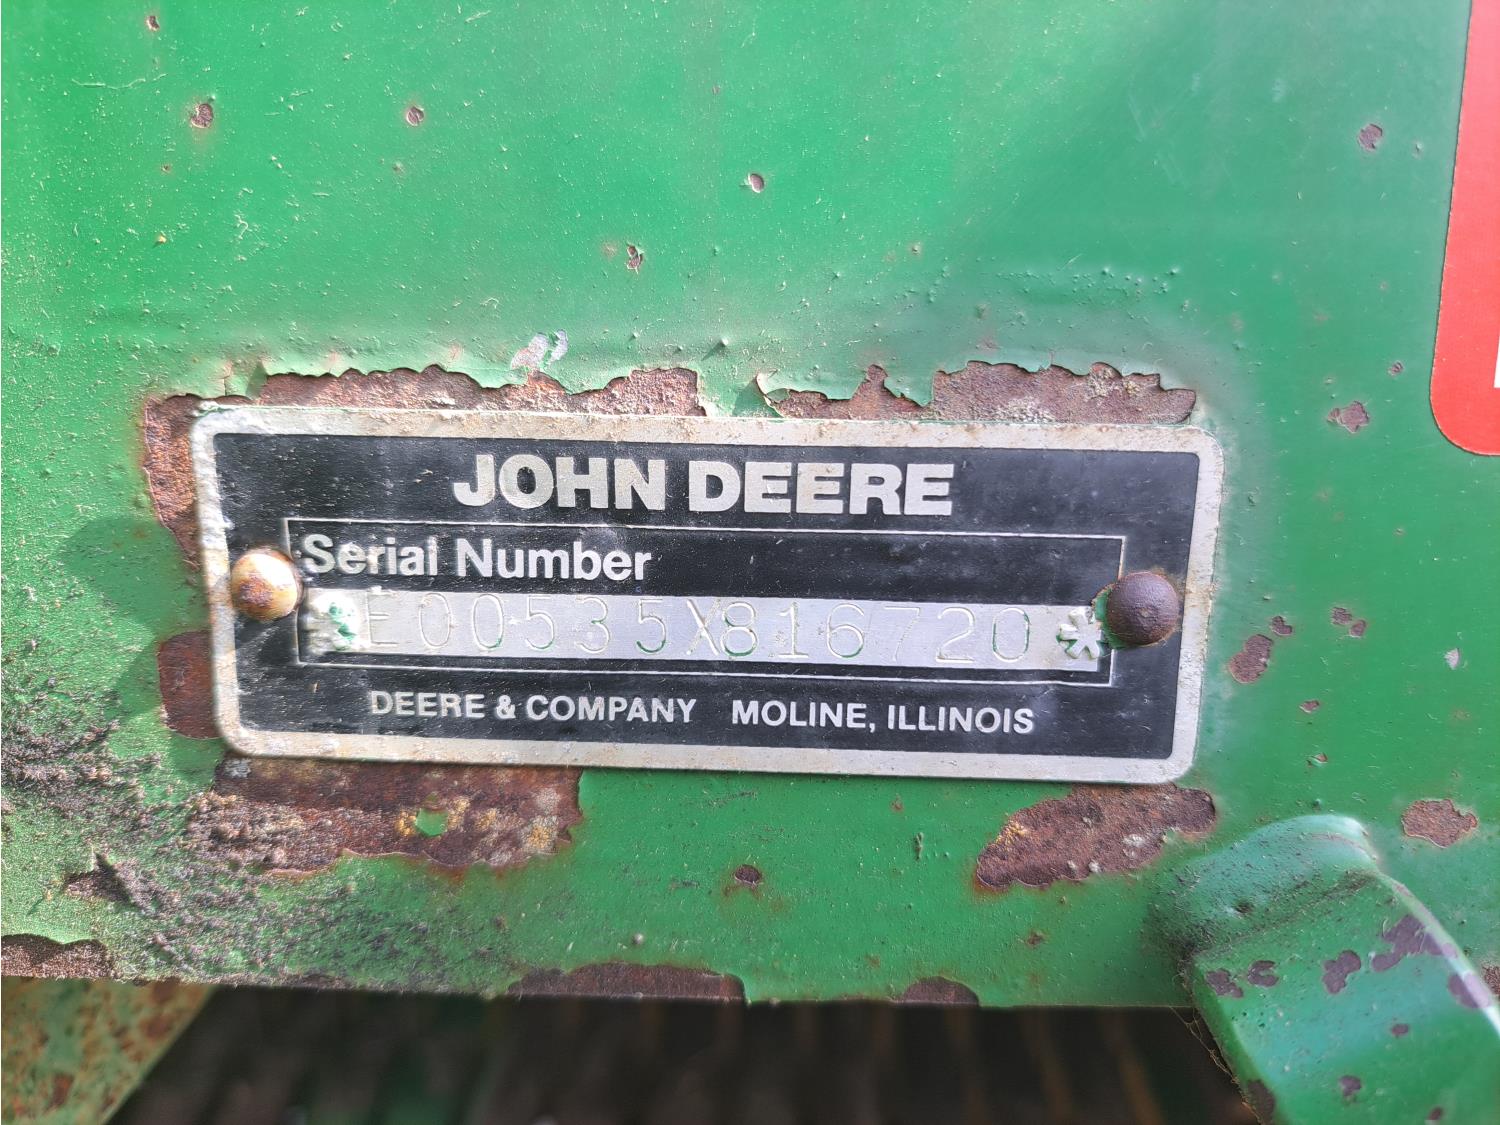 JOHN DEERE
Serial Number
*E00535X816720*
DEERE & COMPANY MOLINE, ILLINOIS